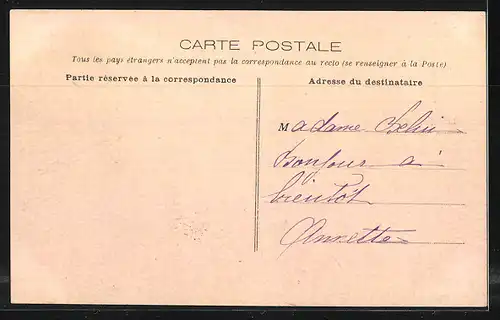 CARTE POSTALE
Tous les pays étrangers n'acceptent pas la correspondance au recto (se renseigner à la Poste)
Partie réservée à la correspondance
Adresse du destinataire
Madame
Bonjour a
bientôt
Annette